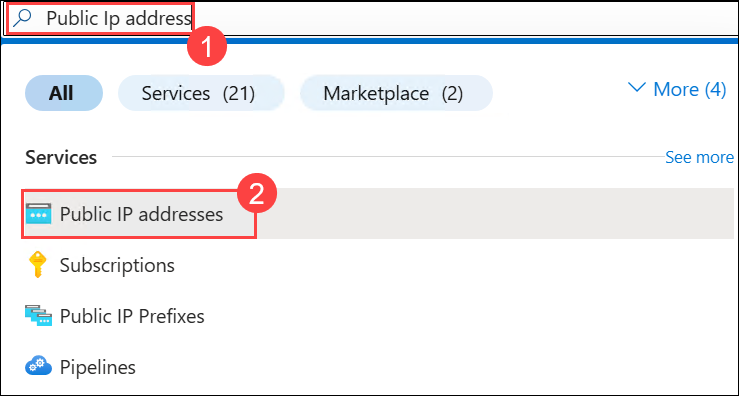 Public Ip address
1
All
Services (21)
Marketplace (2)
More (4)
Services
See more
2
Public IP addresses
Subscriptions
Public IP Prefixes
Pipelines